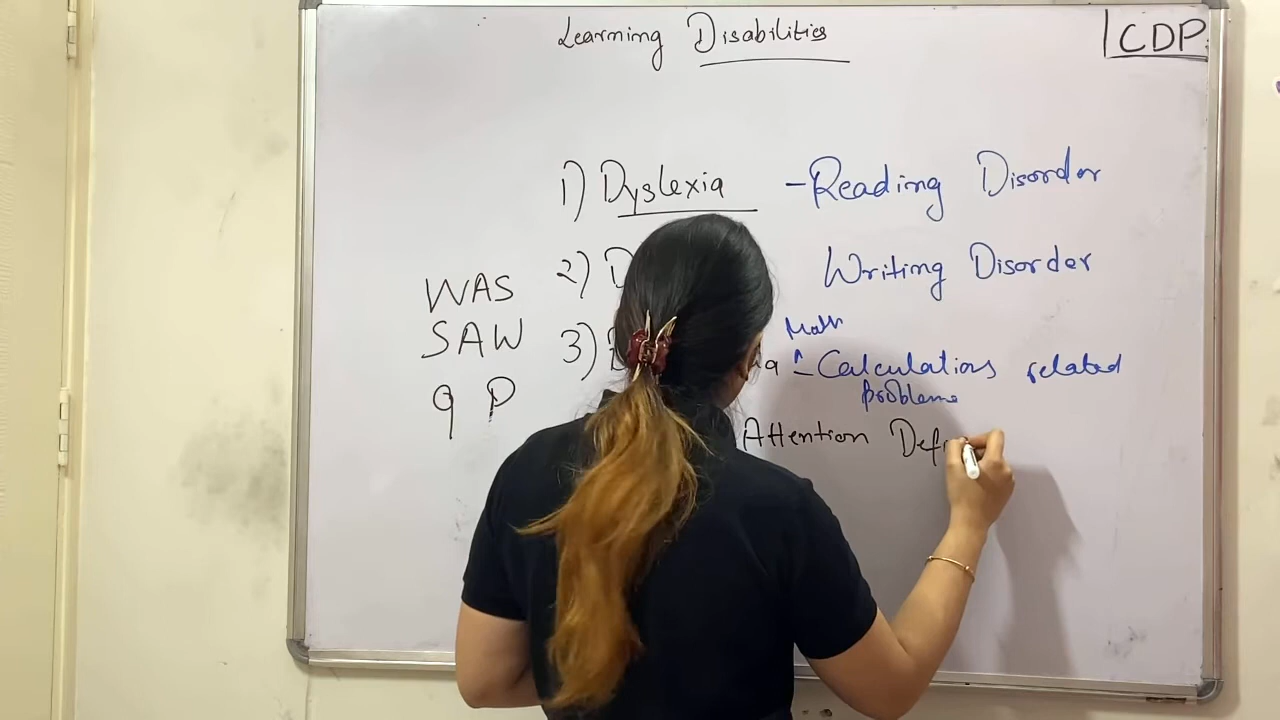 Learning Disabilities
CDP
1) Dyslexia - Reading Disorder
2) D Writing Disorder
WAS
SAW
q P
3) Math
a - Calculations related
problems
Attention Def